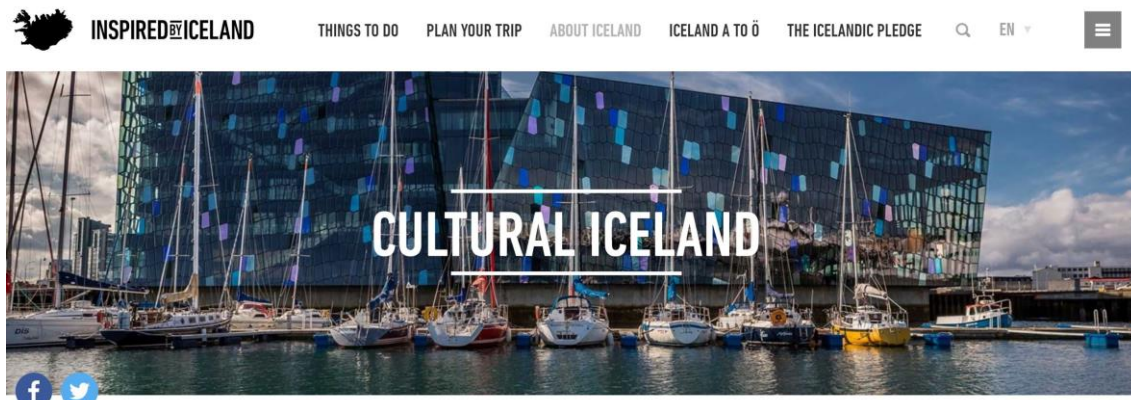 INSPIRED BY ICELAND
THINGS TO DO
PLAN YOUR TRIP
ABOUT ICELAND
ICELAND A TO Ö
THE ICELANDIC PLEDGE
EN
CULTURAL ICELAND
DIS